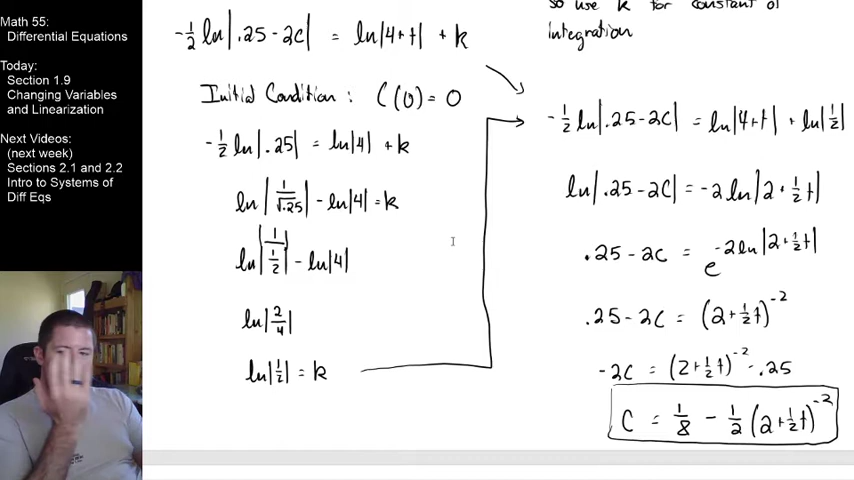 Math 55:
Differential Equations
Today:
Section 1.9
Changing Variables
and Linearization
Next Videos:
(next week)
Sections 2.1 and 2.2
Intro to Systems of
Diff Eqs
-½ ln|.25 - 2C| = ln|4+t| + k
Initial Condition : C(0) = 0
-½ ln|.25| = ln|4| + k
ln|1/√.25| - ln|4| = k
ln|1/½| - ln|4|
ln|2/4|
ln|½| = k
so use k for constant of
integration
-½ ln|.25 - 2C| = ln|4+t| + ln|½|
ln|.25 - 2C| = -2 ln|2 + ½t|
.25 - 2C = e^(-2 ln|2 + ½t|)
.25 - 2C = (2 + ½t)^-2
-2C = (2 + ½t)^-2 - .25
C = 1/8 - ½(2 + ½t)^-2